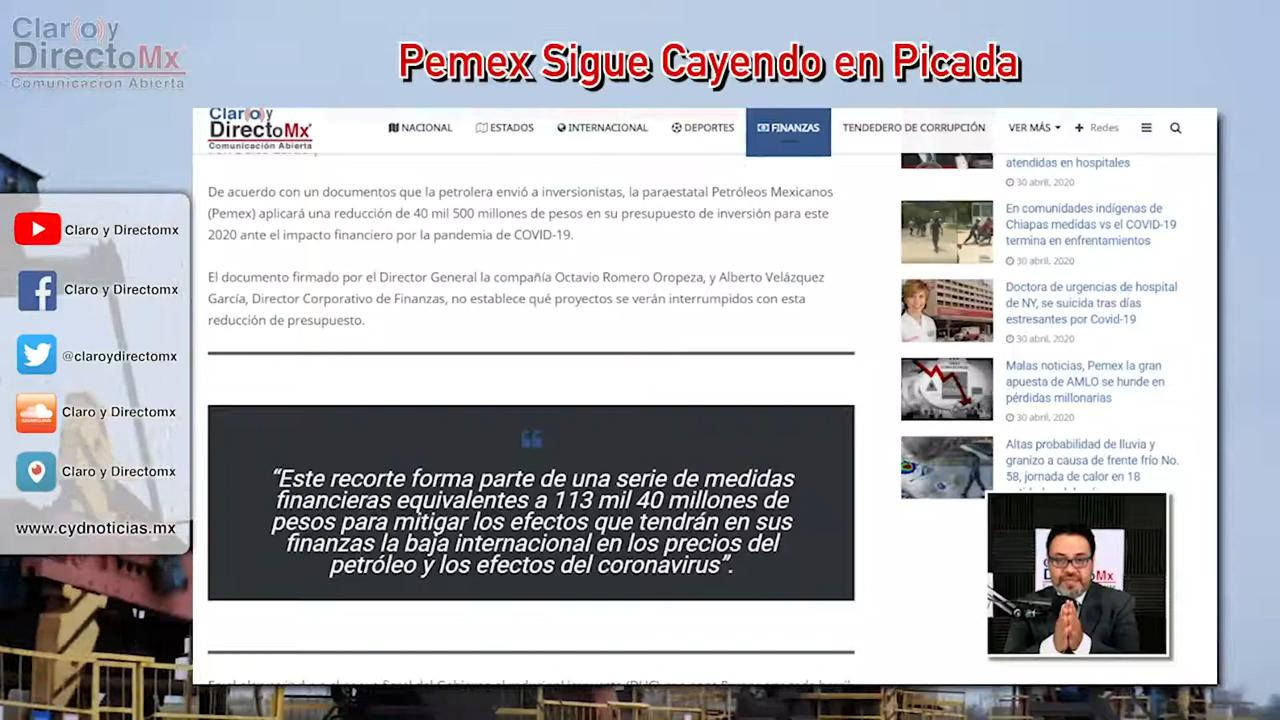 Claro y
DirectoMx
Comunicación Abierta
Pemex Sigue Cayendo en Picada
Claro y
DirectoMx
Comunicación Abierta
NACIONAL
ESTADOS
INTERNACIONAL
DEPORTES
FINANZAS
TENDEDERO DE CORRUPCIÓN
VER MÁS
Redes
De acuerdo con un documentos que la petrolera envió a inversionistas, la paraestatal Petróleos Mexicanos
(Pemex) aplicará una reducción de 40 mil 500 millones de pesos en su presupuesto de inversión para este
2020 ante el impacto financiero por la pandemia de COVID-19.
El documento firmado por el Director General la compañía Octavio Romero Oropeza, y Alberto Velázquez
García, Director Corporativo de Finanzas, no establece qué proyectos se verán interrumpidos con esta
reducción de presupuesto.
“Este recorte forma parte de una serie de medidas
financieras equivalentes a 113 mil 40 millones de
pesos para mitigar los efectos que tendrán en sus
finanzas la baja internacional en los precios del
petróleo y los efectos del coronavirus”.
atendidas en hospitales
30 abril, 2020
En comunidades indígenas de
Chiapas medidas vs el COVID-19
termina en enfrentamientos
30 abril, 2020
Doctora de urgencias de hospital
de NY, se suicida tras días
estresantes por Covid-19
30 abril, 2020
Malas noticias, Pemex la gran
apuesta de AMLO se hunde en
pérdidas millonarias
30 abril, 2020
Altas probabilidad de lluvia y
granizo a causa de frente frío No.
58, jornada de calor en 18
Claro y Directomx
Claro y Directomx
@claroydirectomx
Claro y Directomx
Claro y Directomx
www.cydnoticias.mx